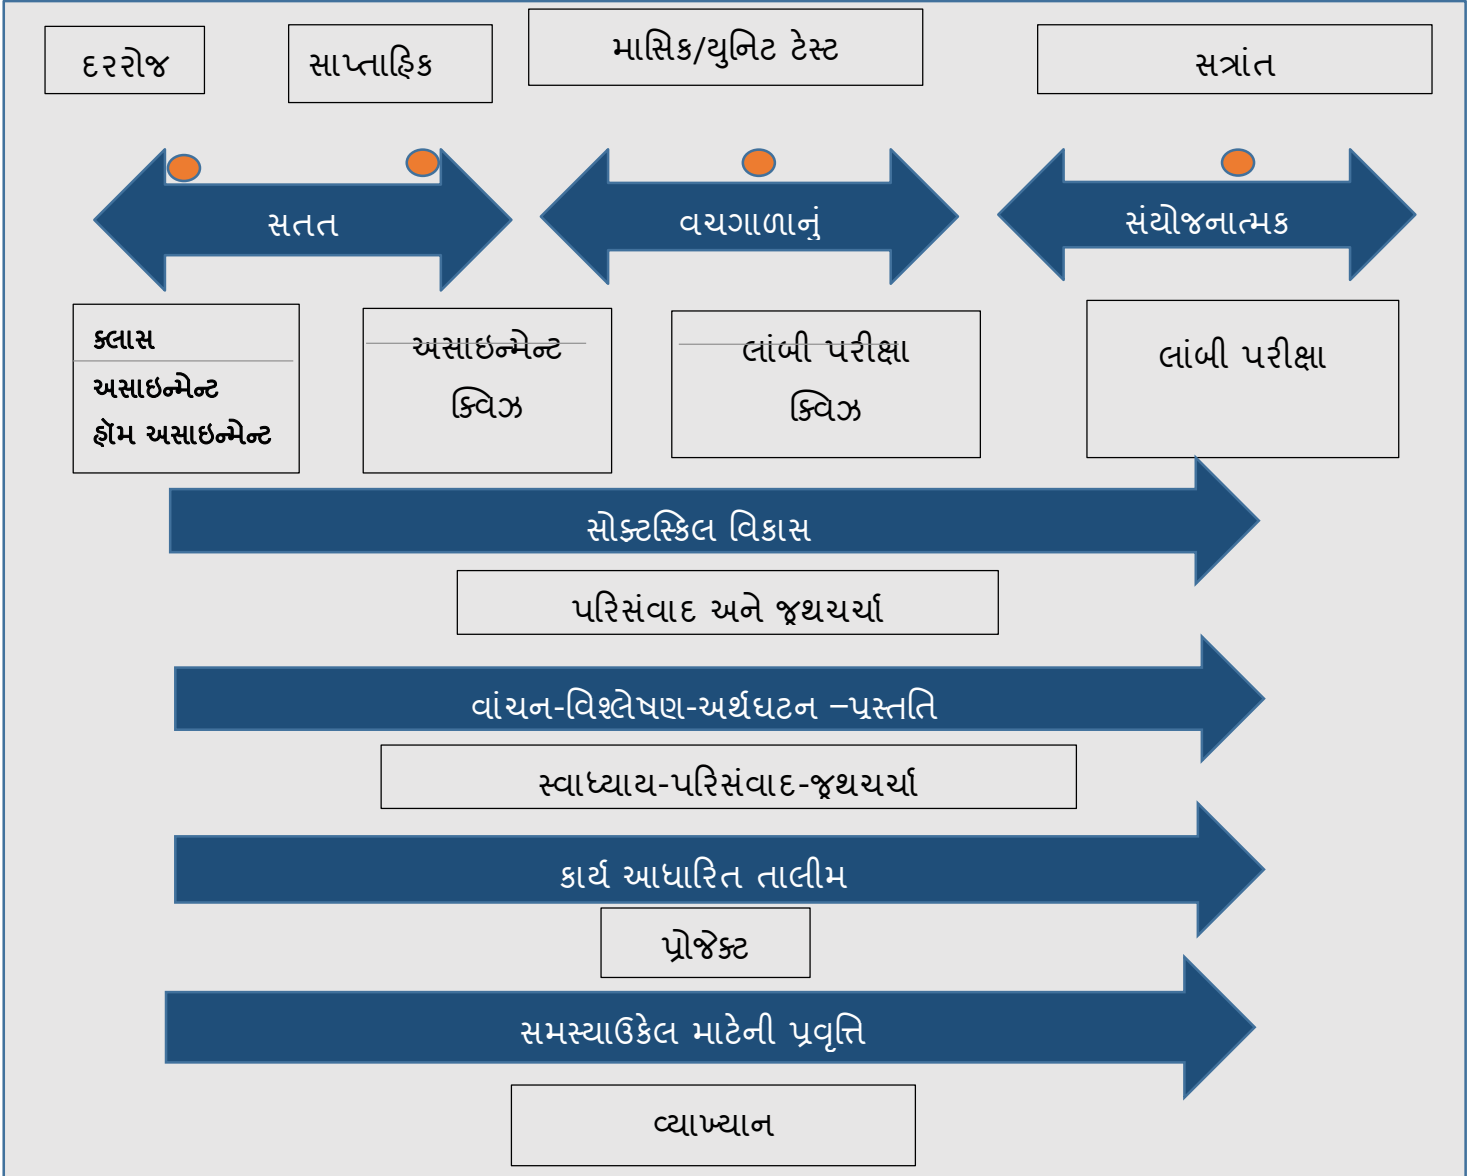 દરરોજ
સાપ્તાહિક
માસિક/યુનિટ ટેસ્ટ
સત્રાંત
સતત
વચગાળાનું
સંયોજનાત્મક
ક્લાસ
અસાઇન્મેન્ટ
હૉમ અસાઇન્મેન્ટ
અસાઇન્મેન્ટ
ક્વિઝ
લાંબી પરીક્ષા
ક્વિઝ
લાંબી પરીક્ષા
સોફ્ટસ્કિલ વિકાસ
પરિસંવાદ અને જૂથચર્ચા
વાંચન-વિશ્લેષણ-અર્થઘટન –પ્રસ્તતિ
સ્વાધ્યાય-પરિસંવાદ-જૂથચર્ચા
કાર્ય આધારિત તાલીમ
પ્રોજેક્ટ
સમસ્યાઉકેલ માટેની પ્રવૃત્તિ
વ્યાખ્યાન